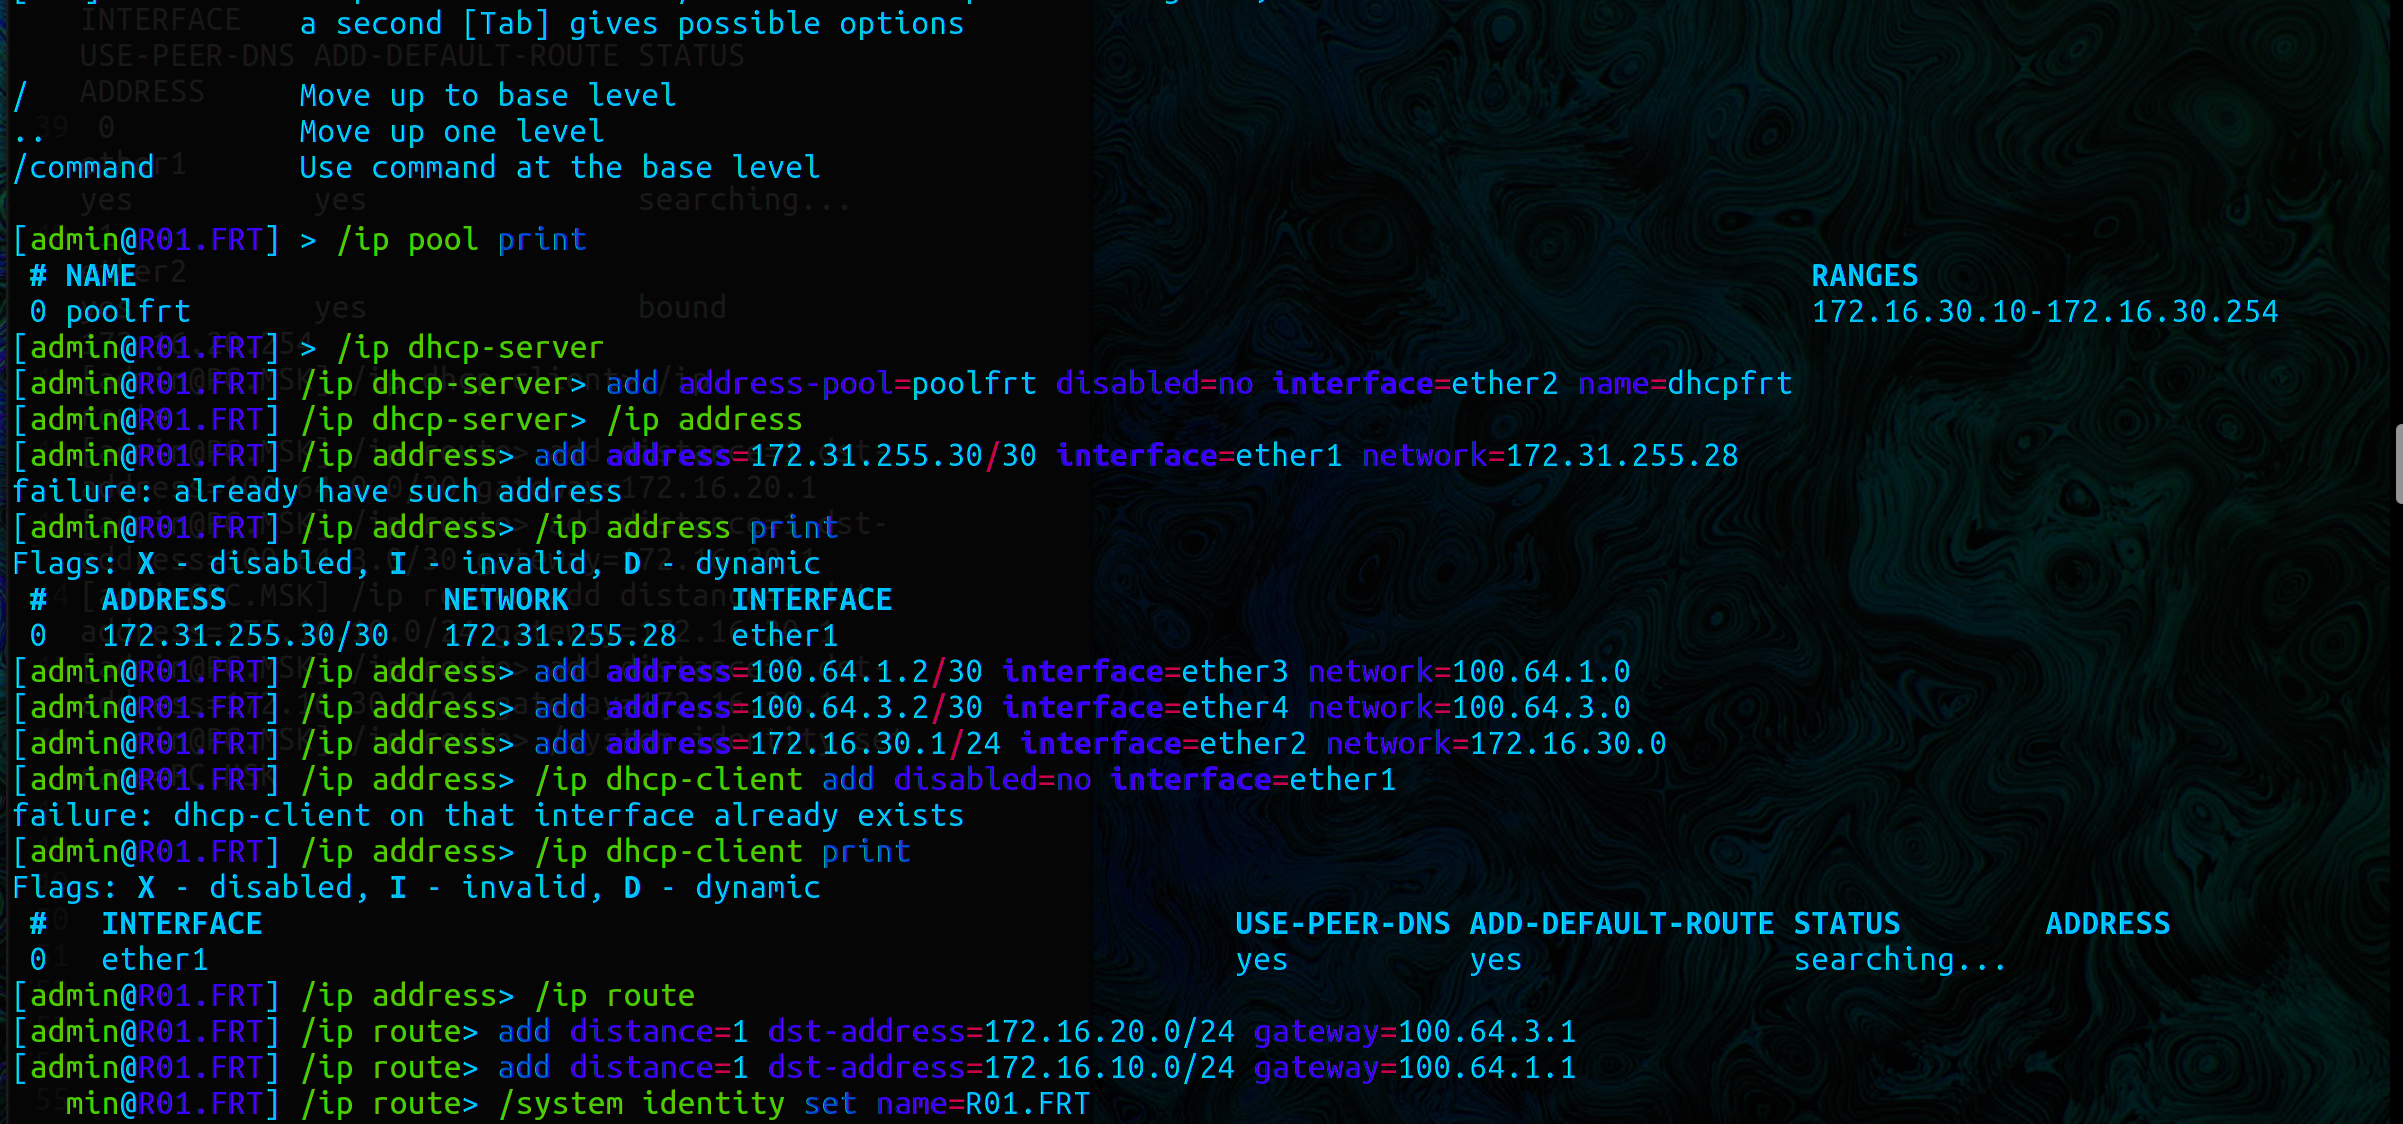 a second [Tab] gives possible options
/ Move up to base level
.. Move up one level
/command Use command at the base level
[admin@R01.FRT] > /ip pool print
# NAME RANGES
0 poolfrt 172.16.30.10-172.16.30.254
[admin@R01.FRT] > /ip dhcp-server
[admin@R01.FRT] /ip dhcp-server> add address-pool=poolfrt disabled=no interface=ether2 name=dhcpfrt
[admin@R01.FRT] /ip dhcp-server> /ip address
[admin@R01.FRT] /ip address> add address=172.31.255.30/30 interface=ether1 network=172.31.255.28
failure: already have such address
[admin@R01.FRT] /ip address> /ip address print
Flags: X - disabled, I - invalid, D - dynamic
# ADDRESS NETWORK INTERFACE
0 172.31.255.30/30 172.31.255.28 ether1
[admin@R01.FRT] /ip address> add address=100.64.1.2/30 interface=ether3 network=100.64.1.0
[admin@R01.FRT] /ip address> add address=100.64.3.2/30 interface=ether4 network=100.64.3.0
[admin@R01.FRT] /ip address> add address=172.16.30.1/24 interface=ether2 network=172.16.30.0
[admin@R01.FRT] /ip address> /ip dhcp-client add disabled=no interface=ether1
failure: dhcp-client on that interface already exists
[admin@R01.FRT] /ip address> /ip dhcp-client print
Flags: X - disabled, I - invalid, D - dynamic
# INTERFACE USE-PEER-DNS ADD-DEFAULT-ROUTE STATUS ADDRESS
0 ether1 yes yes searching...
[admin@R01.FRT] /ip address> /ip route
[admin@R01.FRT] /ip route> add distance=1 dst-address=172.16.20.0/24 gateway=100.64.3.1
[admin@R01.FRT] /ip route> add distance=1 dst-address=172.16.10.0/24 gateway=100.64.1.1
min@R01.FRT] /ip route> /system identity set name=R01.FRT